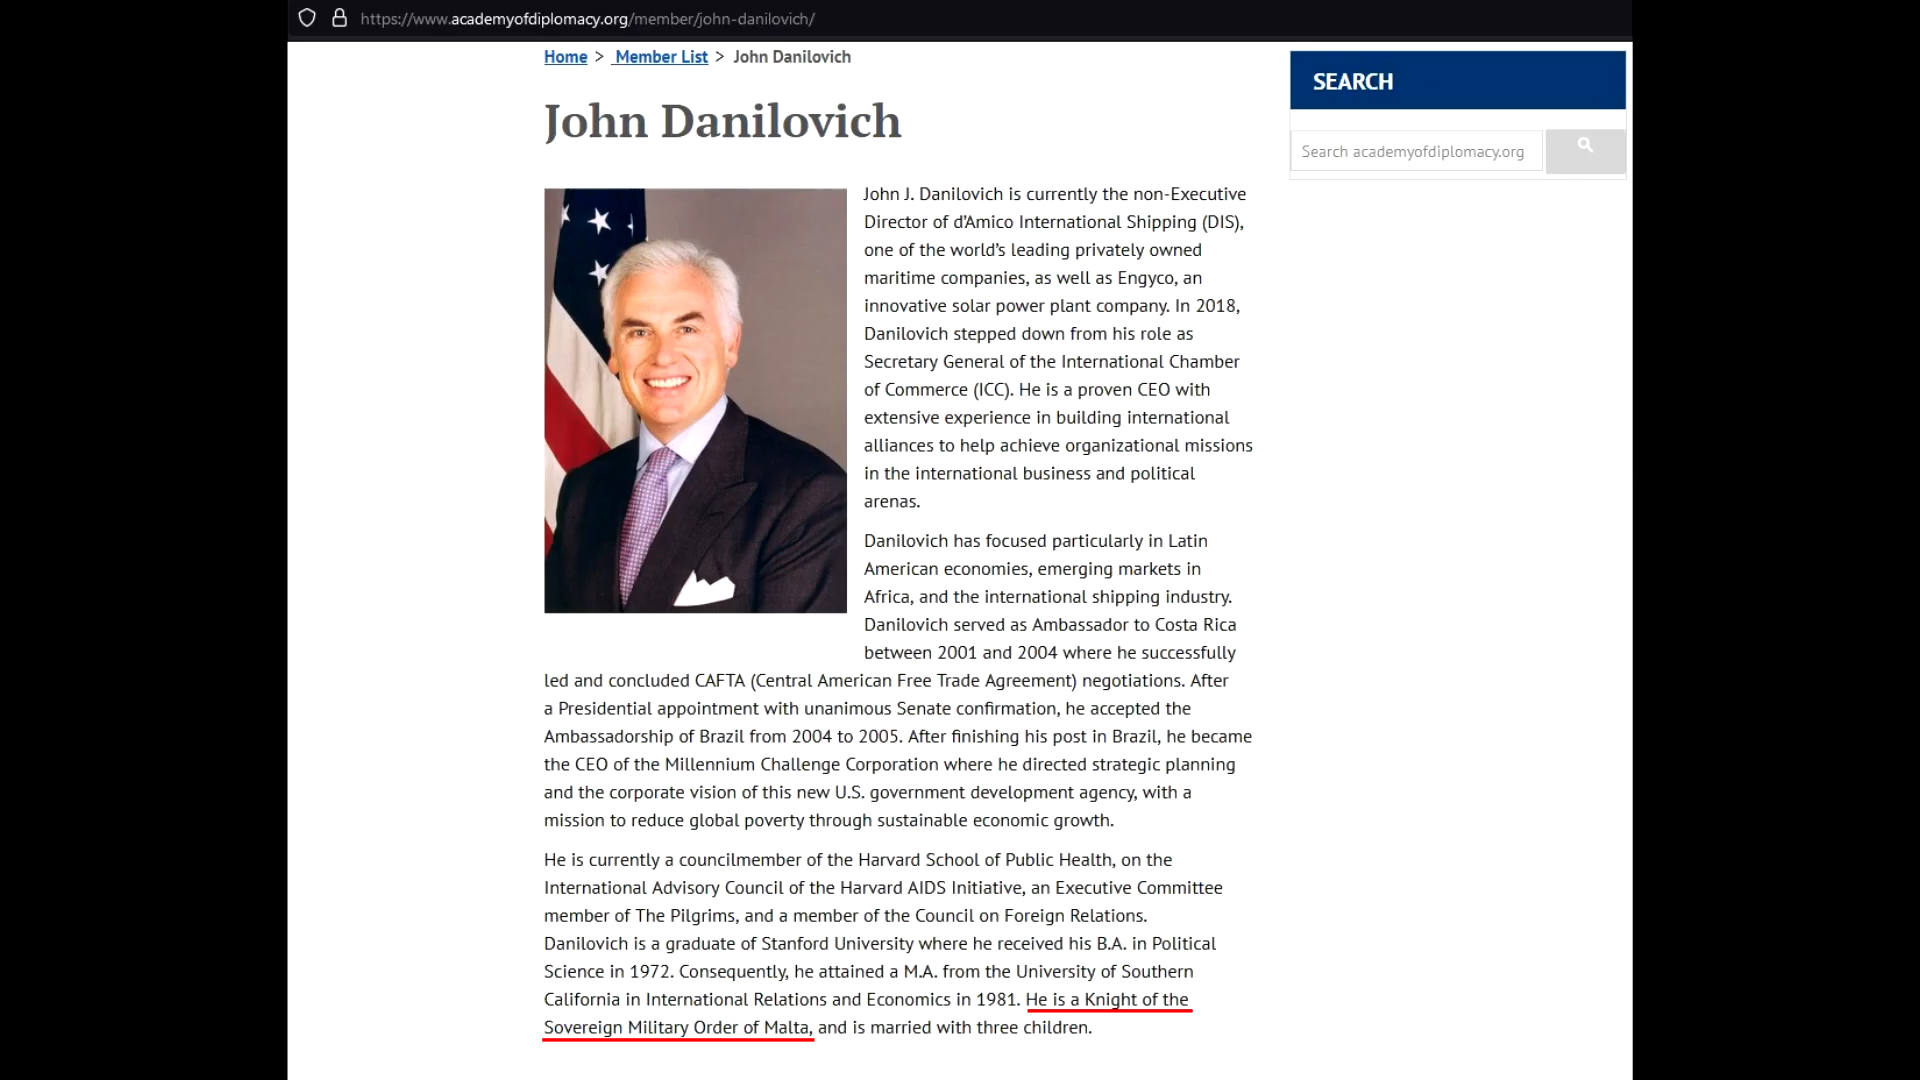 https://www.academyofdiplomacy.org/member/john-danilovich/
Home > Member List > John Danilovich
SEARCH
Search academyofdiplomacy.org
John Danilovich
John J. Danilovich is currently the non-Executive
Director of d’Amico International Shipping (DIS),
one of the world’s leading privately owned
maritime companies, as well as Engyco, an
innovative solar power plant company. In 2018,
Danilovich stepped down from his role as
Secretary General of the International Chamber
of Commerce (ICC). He is a proven CEO with
extensive experience in building international
alliances to help achieve organizational missions
in the international business and political
arenas.
Danilovich has focused particularly in Latin
American economies, emerging markets in
Africa, and the international shipping industry.
Danilovich served as Ambassador to Costa Rica
between 2001 and 2004 where he successfully
led and concluded CAFTA (Central American Free Trade Agreement) negotiations. After
a Presidential appointment with unanimous Senate confirmation, he accepted the
Ambassadorship of Brazil from 2004 to 2005. After finishing his post in Brazil, he became
the CEO of the Millennium Challenge Corporation where he directed strategic planning
and the corporate vision of this new U.S. government development agency, with a
mission to reduce global poverty through sustainable economic growth.
He is currently a councilmember of the Harvard School of Public Health, on the
International Advisory Council of the Harvard AIDS Initiative, an Executive Committee
member of The Pilgrims, and a member of the Council on Foreign Relations.
Danilovich is a graduate of Stanford University where he received his B.A. in Political
Science in 1972. Consequently, he attained a M.A. from the University of Southern
California in International Relations and Economics in 1981. He is a Knight of the
Sovereign Military Order of Malta, and is married with three children.